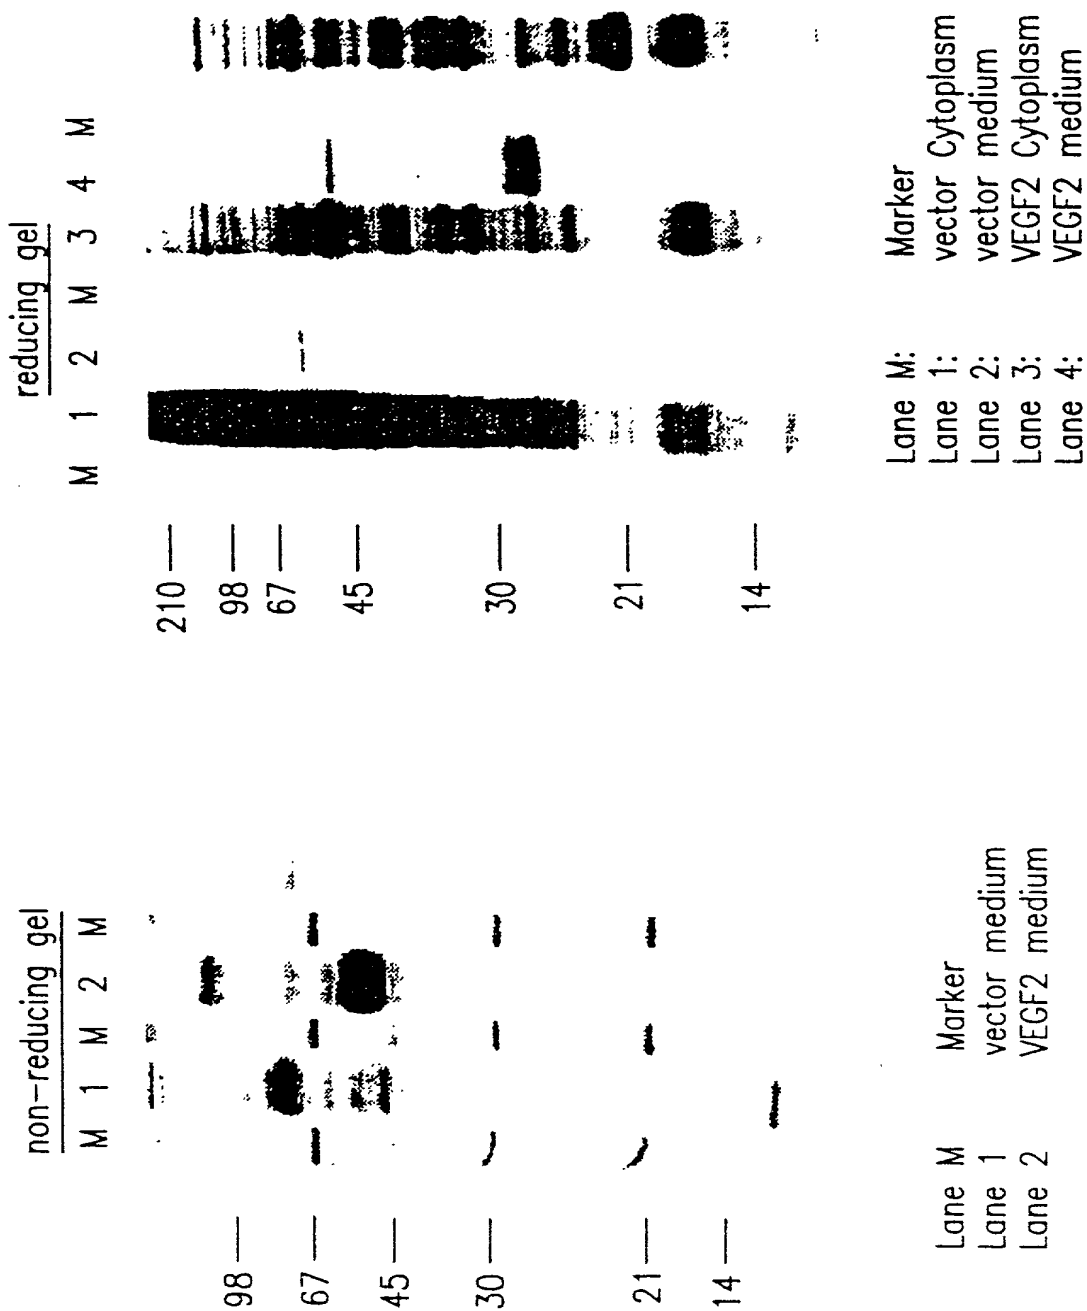 non-reducing gel
M 1 M 2 M
98
67
45
30
21
14
Lane M Marker
Lane 1 vector medium
Lane 2 VEGF2 medium
reducing gel
M 1 2 M 3 4 M
210
98
67
45
30
21
14
Lane M: Marker
Lane 1: vector Cytoplasm
Lane 2: vector medium
Lane 3: VEGF2 Cytoplasm
Lane 4: VEGF2 medium